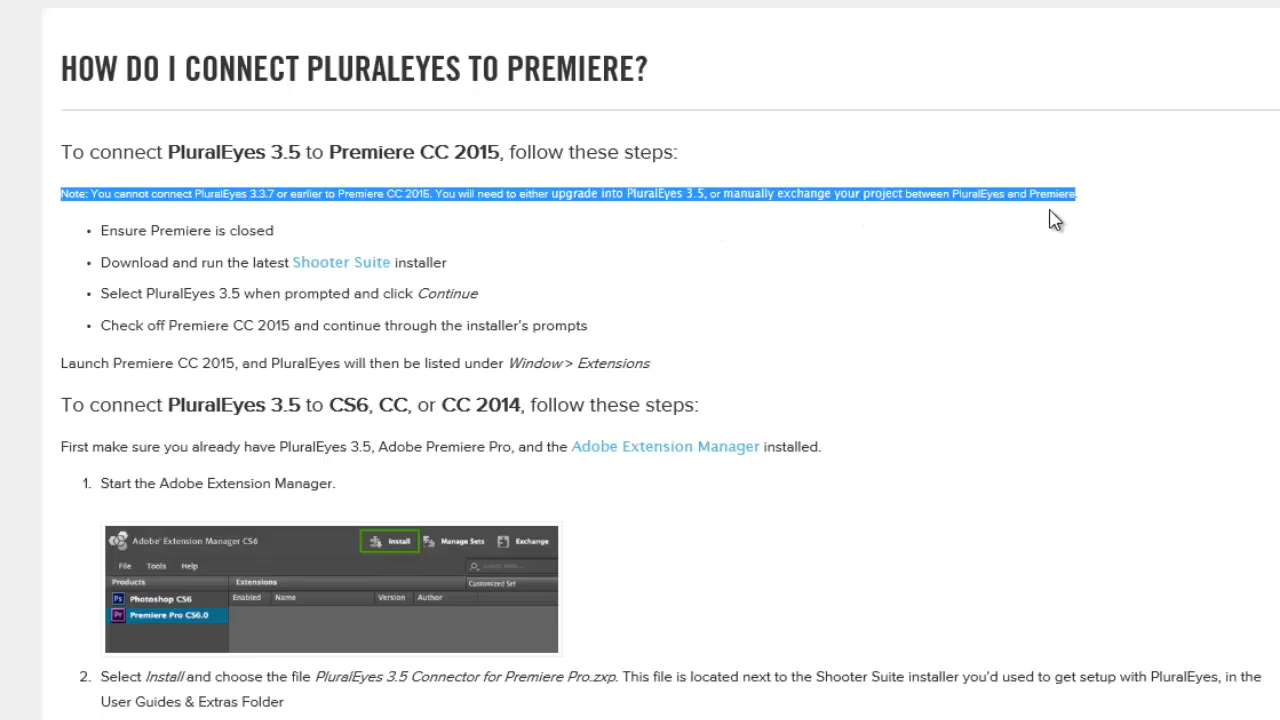 HOW DO I CONNECT PLURALEYES TO PREMIERE?
To connect PluralEyes 3.5 to Premiere CC 2015, follow these steps:
Note: You cannot connect PluralEyes 3.3.7 or earlier to Premiere CC 2015. You will need to either upgrade into PluralEyes 3.5, or manually exchange your project between PluralEyes and Premiere.
• Ensure Premiere is closed
• Download and run the latest Shooter Suite installer
• Select PluralEyes 3.5 when prompted and click Continue
• Check off Premiere CC 2015 and continue through the installer's prompts
Launch Premiere CC 2015, and PluralEyes will then be listed under Window > Extensions
To connect PluralEyes 3.5 to CS6, CC, or CC 2014, follow these steps:
First make sure you already have PluralEyes 3.5, Adobe Premiere Pro, and the Adobe Extension Manager installed.
1. Start the Adobe Extension Manager.
Adobe® Extension Manager CS6 Install Manage Sets Exchange
File Tools Help
Products Extensions Customized Set
Ps Photoshop CS6 Enabled Name Version Author
Pr Premiere Pro CS6.0
2. Select Install and choose the file PluralEyes 3.5 Connector for Premiere Pro.zxp. This file is located next to the Shooter Suite installer you'd used to get setup with PluralEyes, in the
User Guides & Extras Folder